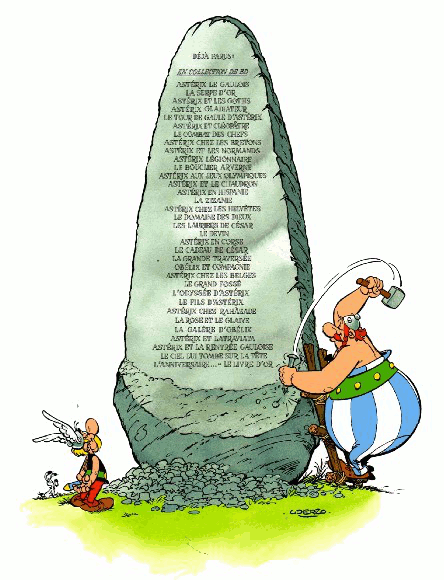 DÉJÀ PARUS :
EN COLLECTION DE BD
ASTÉRIX LE GAULOIS
LA SERPE D'OR
ASTÉRIX ET LES GOTHS
ASTÉRIX GLADIATEUR
LE TOUR DE GAULE D'ASTÉRIX
ASTÉRIX ET CLÉOPÂTRE
LE COMBAT DES CHEFS
ASTÉRIX CHEZ LES BRETONS
ASTÉRIX ET LES NORMANDS
ASTÉRIX LÉGIONNAIRE
LE BOUCLIER ARVERNE
ASTÉRIX AUX JEUX OLYMPIQUES
ASTÉRIX ET LE CHAUDRON
ASTÉRIX EN HISPANIE
LA ZIZANIE
ASTÉRIX CHEZ LES HELVÈTES
LE DOMAINE DES DIEUX
LES LAURIERS DE CÉSAR
LE DEVIN
ASTÉRIX EN CORSE
LE CADEAU DE CÉSAR
LA GRANDE TRAVERSÉE
OBÉLIX ET COMPAGNIE
ASTÉRIX CHEZ LES BELGES
LE GRAND FOSSÉ
L'ODYSSÉE D'ASTÉRIX
LE FILS D'ASTÉRIX
ASTÉRIX CHEZ RAHÀZADE
LA ROSE ET LE GLAIVE
LA GALÈRE D'OBÉLIX
ASTÉRIX ET LATRAVIATA
ASTÉRIX ET LA RENTRÉE GAULOISE
LE CIEL LUI TOMBE SUR LA TÊTE
L'ANNIVERSAIRE... LE LIVRE D'OR
UDERZO